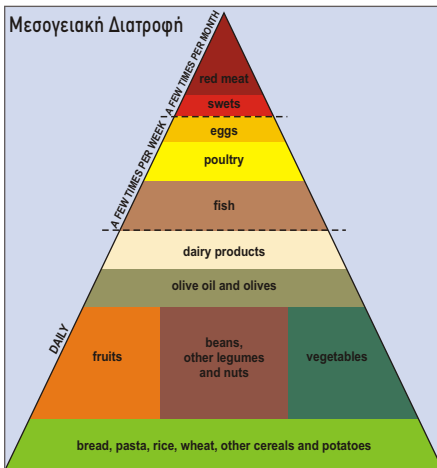 Μεσογειακή Διατροφή
A FEW TIMES PER MONTH
red meat
swets
A FEW TIMES PER WEEK
eggs
poultry
fish
DAILY
dairy products
olive oil and olives
fruits
beans,
other legumes
and nuts
vegetables
bread, pasta, rice, wheat, other cereals and potatoes